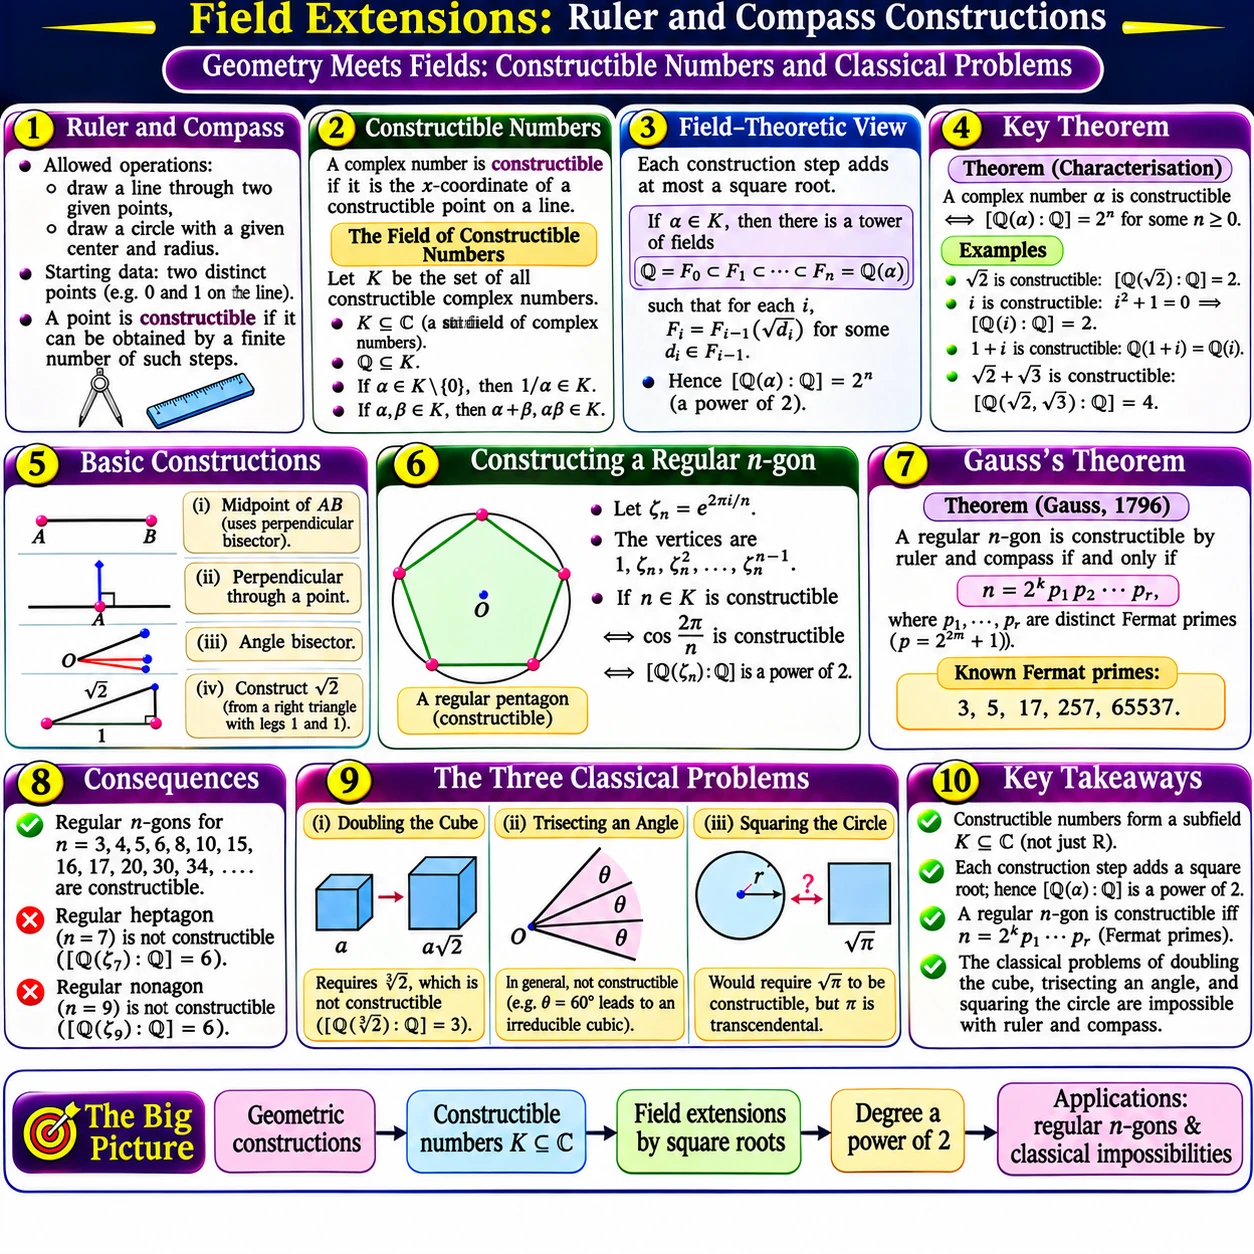 Field Extensions: Ruler and Compass Constructions
Geometry Meets Fields: Constructible Numbers and Classical Problems
1 Ruler and Compass
Allowed operations:
draw a line through two
given points,
draw a circle with a given
center and radius.
Starting data: two distinct
points (e.g. 0 and 1 on the line).
A point is constructible if it
can be obtained by a finite
number of such steps.
2 Constructible Numbers
A complex number is constructible
if it is the x-coordinate of a
constructible point on a line.
The Field of Constructible
Numbers
Let K be the set of all
constructible complex numbers.
K ⊆ ℂ (a field of complex
numbers).
ℚ ⊆ K.
If α ∈ K\{0}, then 1/α ∈ K.
If α, β ∈ K, then α+β, αβ ∈ K.
3 Field–Theoretic View
Each construction step adds
at most a square root.
If α ∈ K, then there is a tower
of fields
ℚ = F₀ ⊂ F₁ ⊂ ⋯ ⊂ Fₙ = ℚ(α)
such that for each i,
Fᵢ = Fᵢ₋₁(√dᵢ) for some
dᵢ ∈ Fᵢ₋₁.
Hence [ℚ(α) : ℚ] = 2ⁿ
(a power of 2).
4 Key Theorem
Theorem (Characterisation)
A complex number α is constructible
⟺ [ℚ(α) : ℚ] = 2ⁿ for some n ≥ 0.
Examples
√2 is constructible: [ℚ(√2) : ℚ] = 2.
i is constructible: i² + 1 = 0 ⟹
[ℚ(i) : ℚ] = 2.
1 + i is constructible: ℚ(1 + i) = ℚ(i).
√2 + √3 is constructible:
[ℚ(√2, √3) : ℚ] = 4.
5 Basic Constructions
A B
(i) Midpoint of AB
(uses perpendicular
bisector).
A
(ii) Perpendicular
through a point.
O
(iii) Angle bisector.
√2
1
(iv) Construct √2
(from a right triangle
with legs 1 and 1).
6 Constructing a Regular n-gon
O
A regular pentagon
(constructible)
Let ζₙ = e^{2πi/n}.
The vertices are
1, ζₙ, ζₙ², …, ζₙⁿ⁻¹.
If n ∈ K is constructible
⟺ cos 2π/n is constructible
⟺ [ℚ(ζₙ) : ℚ] is a power of 2.
7 Gauss's Theorem
Theorem (Gauss, 1796)
A regular n-gon is constructible by
ruler and compass if and only if
n = 2ᵏ p₁ p₂ ⋯ pᵣ,
where p₁, ⋯, pᵣ are distinct Fermat primes
(p = 2^{2m} + 1)).
Known Fermat primes:
3, 5, 17, 257, 65537.
8 Consequences
Regular n-gons for
n = 3, 4, 5, 6, 8, 10, 15,
16, 17, 20, 30, 34, ....
are constructible.
Regular heptagon
(n = 7) is not constructible
([ℚ(ζ₇) : ℚ] = 6).
Regular nonagon
(n = 9) is not constructible
([ℚ(ζ₉) : ℚ] = 6).
9 The Three Classical Problems
(i) Doubling the Cube
a a√2
Requires ∛2, which is
not constructible
([ℚ(∛2) : ℚ] = 3).
(ii) Trisecting an Angle
θ
θ
θ
O
In general, not constructible
(e.g. θ = 60° leads to an
irreducible cubic).
(iii) Squaring the Circle
r ?
√π
Would require √π to be
constructible, but π is
transcendental.
10 Key Takeaways
Constructible numbers form a subfield
K ⊆ ℂ (not just R).
Each construction step adds a square
root; hence [ℚ(α) : ℚ] is a power of 2.
A regular n-gon is constructible iff
n = 2ᵏ p₁ ⋯ pᵣ (Fermat primes).
The classical problems of doubling
the cube, trisecting an angle, and
squaring the circle are impossible
with ruler and compass.
The Big
Picture
Geometric
constructions
Constructible
numbers K ⊆ ℂ
Field extensions
by square roots
Degree a
power of 2
Applications:
regular n-gons &
classical impossibilities